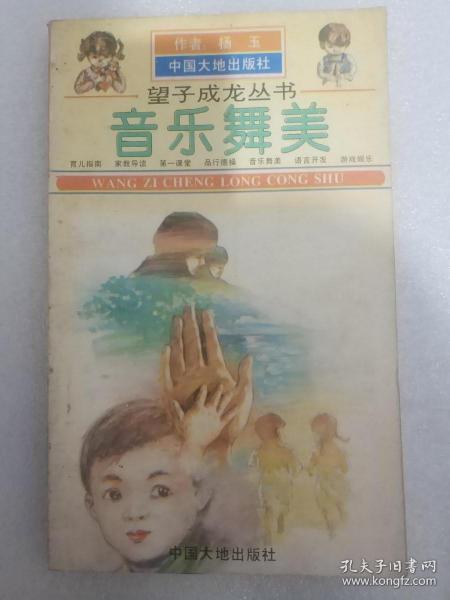 作者:杨 玉
中国大地出版社
望子成龙丛书
音乐舞美
育儿指南 家教导读 第一课堂 品行德操 音乐舞美 语言开发 游戏娱乐
WANG ZI CHENG LONG CONG SHU
中国大地出版社
孔夫子旧书网
www.kongfz.com